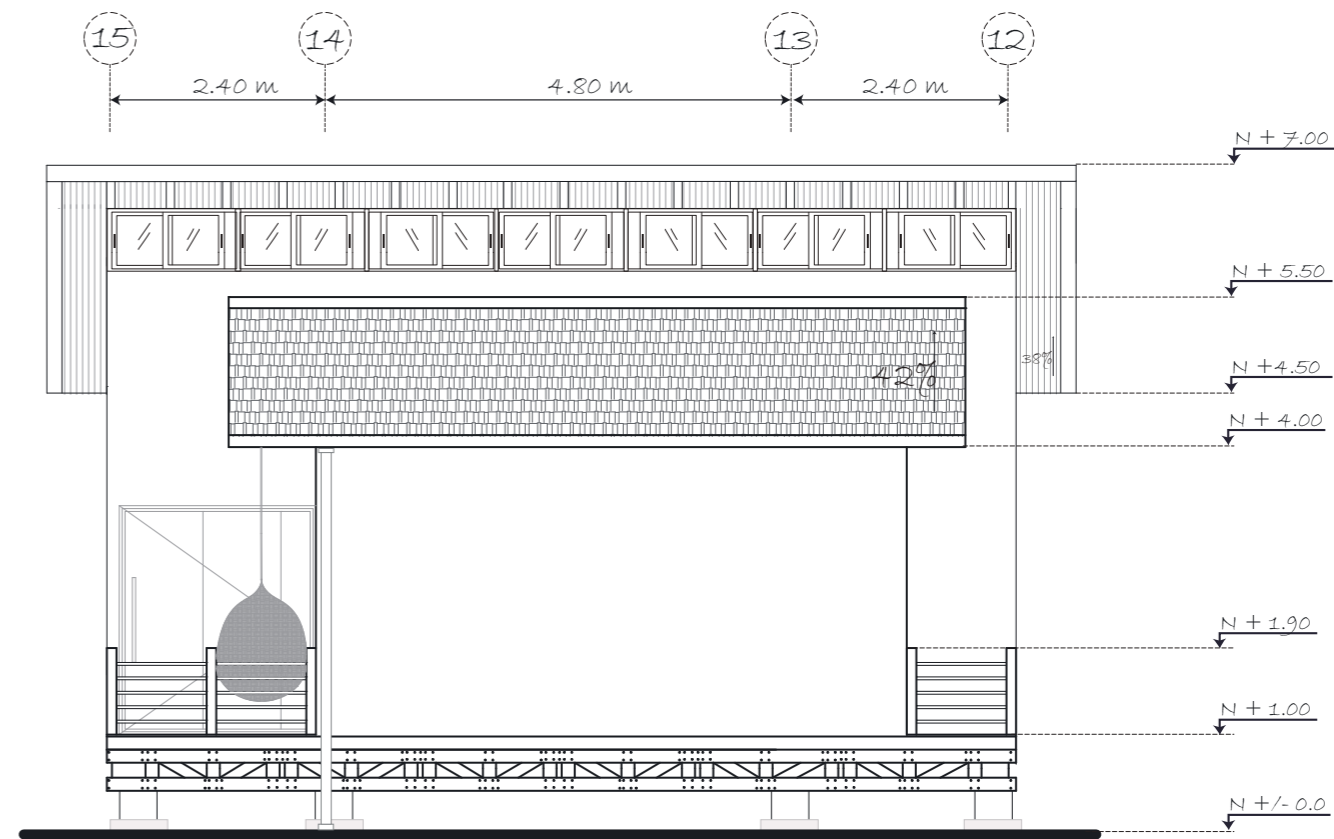 15 14 13 12
2.40 m 4.80 m 2.40 m
N + 7.00
N + 5.50
38%
N +4.50
42%
N + 4.00
N + 1.90
N + 1.00
N +/- 0.0